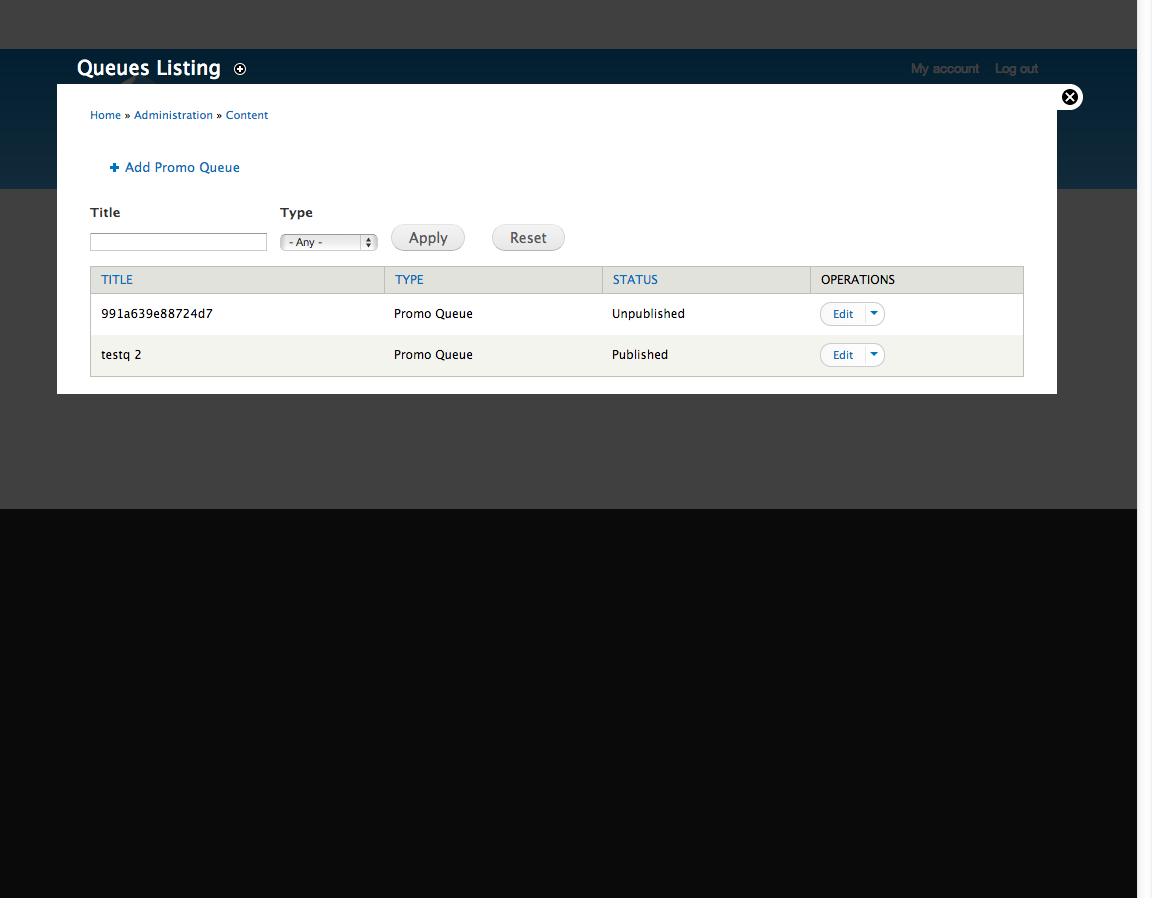 Queues Listing
My account Log out
Home » Administration » Content
Add Promo Queue
Title Type
- Any - Apply Reset
TITLE TYPE STATUS OPERATIONS
991a639e88724d7 Promo Queue Unpublished Edit
testq 2 Promo Queue Published Edit